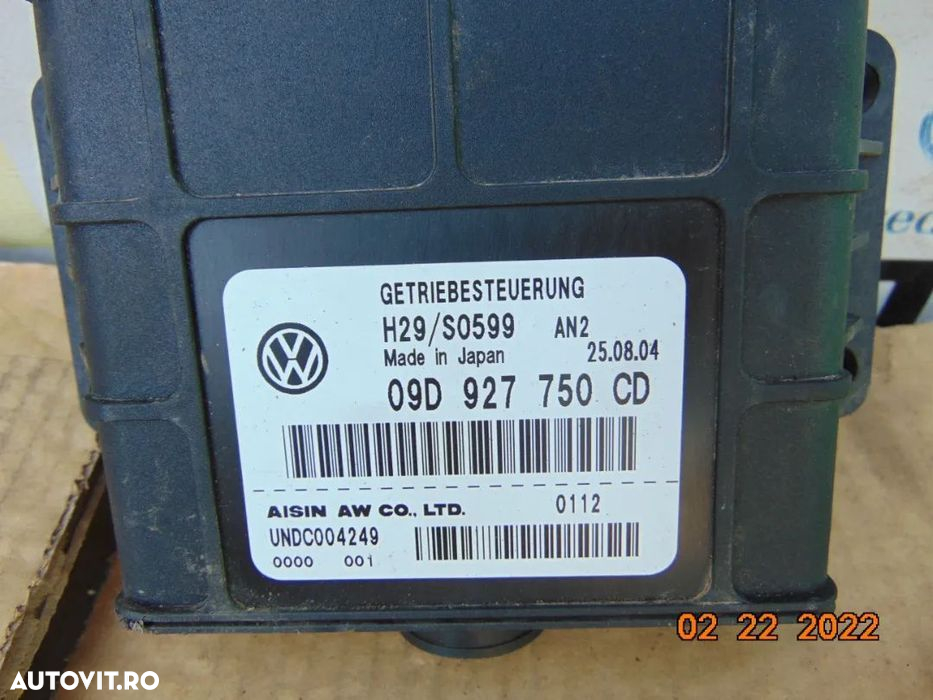 GETRIEBESTEUERUNG
H29/S0599 AN2
Made in Japan 25.08.04
09D 927 750 CD
AISIN AW CO., LTD. 0112
UNDC004249
0000 001
02 22 2022
AUTOVIT.RO